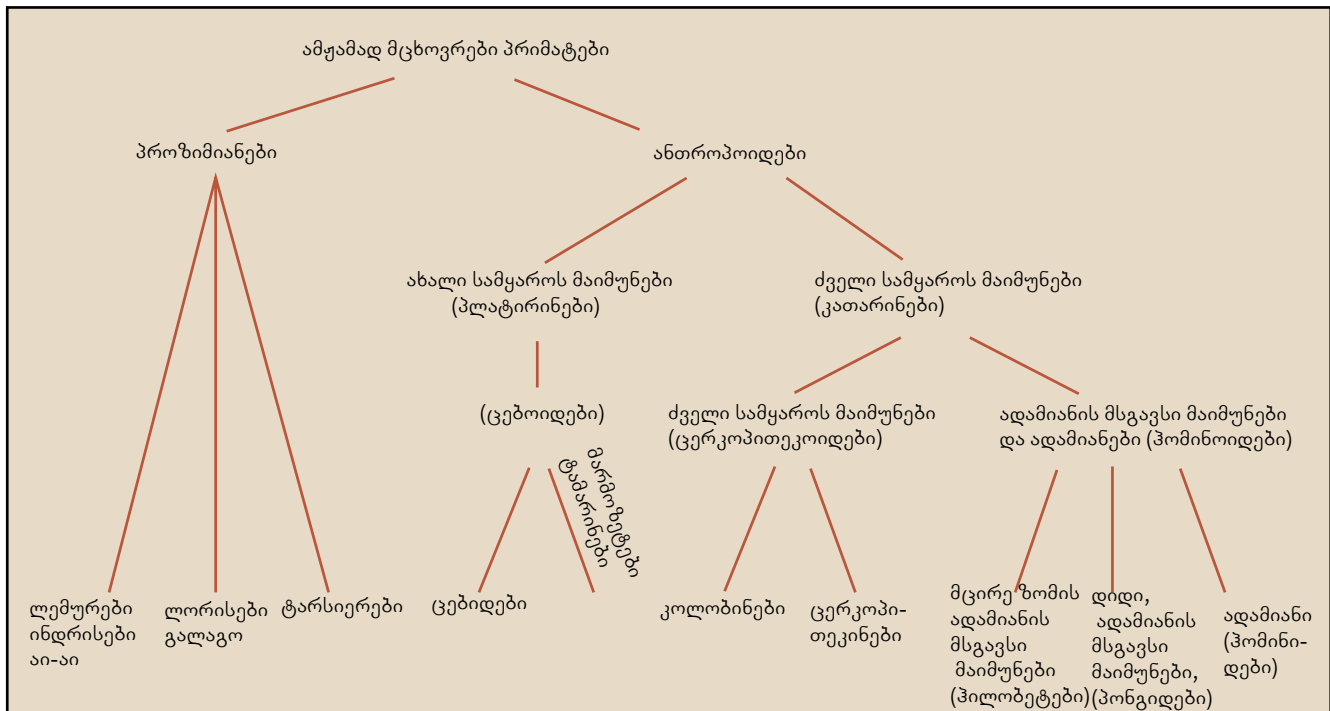 ამჟამად მცხოვრები პრიმატები
პროზიმიანები
ანთროპოიდები
ახალი სამყაროს მაიმუნები
(პლატირინები)
ძველი სამყაროს მაიმუნები
(კათარინები)
(ცებოიდები)
ძველი სამყაროს მაიმუნები
(ცერკოპითეკოიდები)
ადამიანის მსგავსი მაიმუნები
და ადამიანები (ჰომინოიდები)
ლემურები
ინდრისები
აი-აი
ლორისები
გალაგო
ტარსიერები
ცებიდები
მარმოზეტები
ტამარინები
კოლობინები
ცერკოპი-
თეკინები
მცირე ზომის
ადამიანის
მსგავსი
მაიმუნები
(ჰილობეტები)
დიდი,
ადამიანის
მსგავსი
მაიმუნები,
(პონგიდები)
ადამიანი
(ჰომინი-
დები)